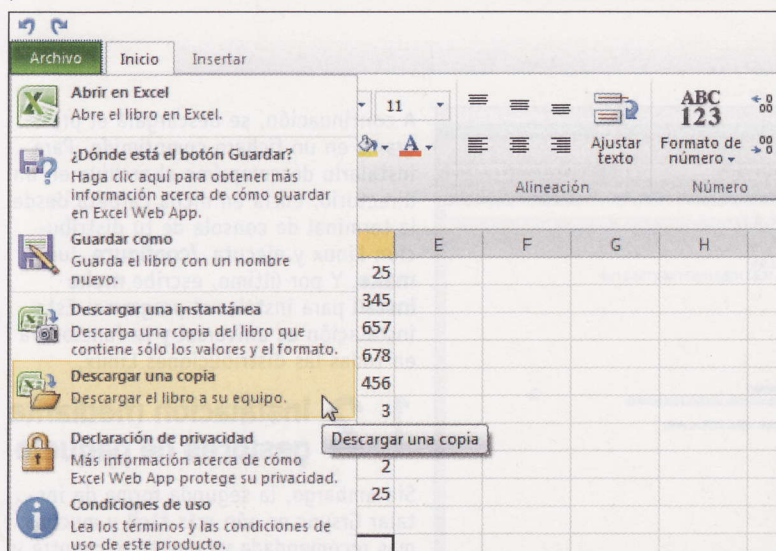 Archivo Inicio Insertar
Abrir en Excel
Abre el libro en Excel.
¿Dónde está el botón Guardar?
Haga clic aquí para obtener más
información acerca de cómo guardar
en Excel Web App.
Guardar como
Guarda el libro con un nombre
nuevo.
Descargar una instantánea
Descarga una copia del libro que
contiene sólo los valores y el formato.
Descargar una copia
Descargar el libro a su equipo.
Declaración de privacidad
Más información acerca de cómo
Excel Web App protege su privacidad.
Condiciones de uso
Lea los términos y las condiciones de
uso de este producto.
Descargar una copia
11
A
Ajustar
texto
Alineación
ABC
123
Formato de
número
Número
E F G H
25
345
657
678
456
3
2
25